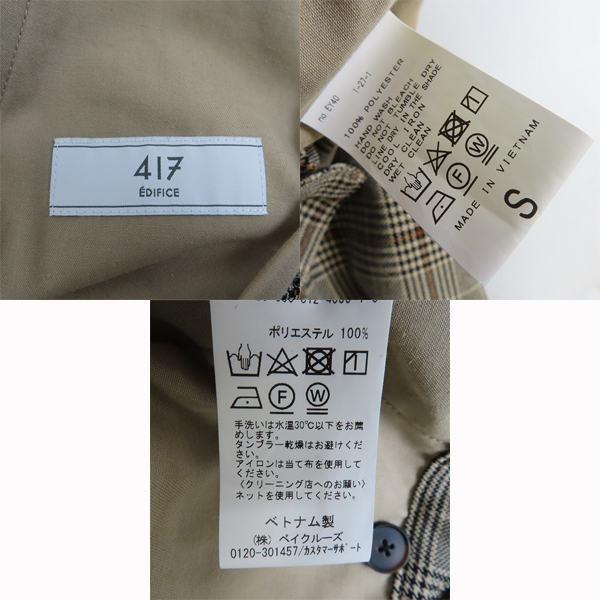 417
ÉDIFICE
no. EY40 1-27-1
100% POLYESTER
HAND WASH
DO NOT BLEACH
DO NOT TUMBLE DRY
LINE DRY IN THE SHADE
COOL IRON
DRY CLEAN
WET CLEAN
F
W
MADE IN VIETNAM
S
ポリエステル 100%
F
W
手洗いは水温30℃以下をお薦
めします。
タンブラー乾燥はお避けくださ
い。
アイロンは当て布を使用して
ください。
〈クリーニング店へのお願い〉
ネットを使用してください。
ベトナム製
(株) ベイクルーズ
0120-301457/カスタマーサポート